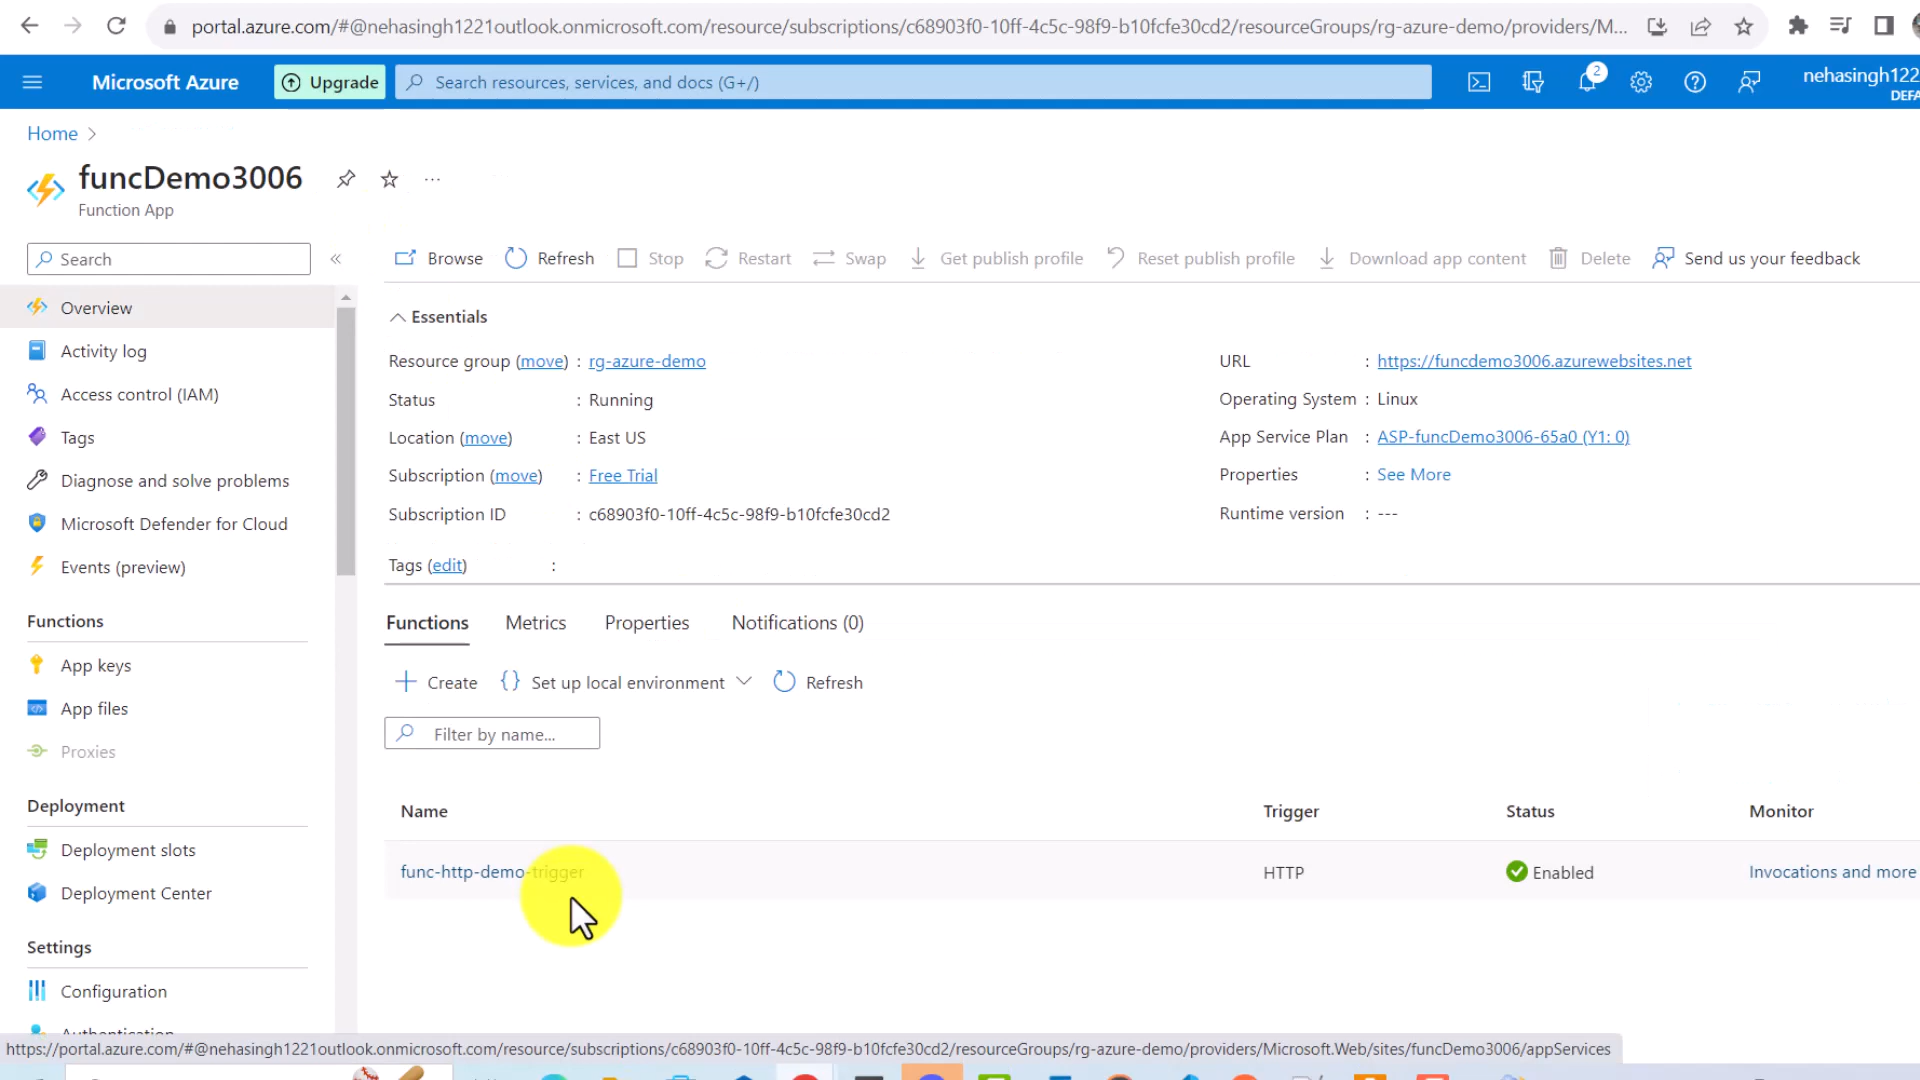 portal.azure.com/#@nehasingh1221outlook.onmicrosoft.com/resource/subscriptions/c68903f0-10ff-4c5c-98f9-b10fcfe30cd2/resourceGroups/rg-azure-demo/providers/M...
Microsoft Azure
Upgrade
Search resources, services, and docs (G+/)
2
nehasingh122
DEFA
Home >
funcDemo3006
...
Function App
Search
«
Browse
Refresh
Stop
Restart
Swap
Get publish profile
Reset publish profile
Download app content
Delete
Send us your feedback
Overview
Activity log
Access control (IAM)
Tags
Diagnose and solve problems
Microsoft Defender for Cloud
Events (preview)
Functions
App keys
App files
Proxies
Deployment
Deployment slots
Deployment Center
Settings
Configuration
Authentication
Essentials
Resource group (move) : rg-azure-demo
Status : Running
Location (move) : East US
Subscription (move) : Free Trial
Subscription ID : c68903f0-10ff-4c5c-98f9-b10fcfe30cd2
Tags (edit) :
URL : https://funcdemo3006.azurewebsites.net
Operating System : Linux
App Service Plan : ASP-funcDemo3006-65a0 (Y1: 0)
Properties : See More
Runtime version : ---
Functions
Metrics
Properties
Notifications (0)
+ Create
{} Set up local environment
Refresh
Filter by name...
Name Trigger Status Monitor
func-http-demo-trigger HTTP Enabled Invocations and more
https://portal.azure.com/#@nehasingh1221outlook.onmicrosoft.com/resource/subscriptions/c68903f0-10ff-4c5c-98f9-b10fcfe30cd2/resourceGroups/rg-azure-demo/providers/Microsoft.Web/sites/funcDemo3006/appServices